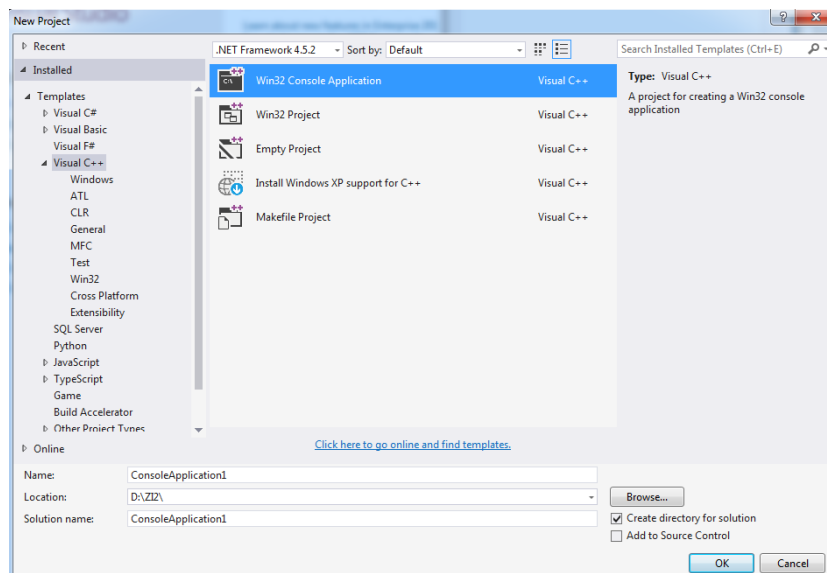 New Project
Recent
.NET Framework 4.5.2 Sort by: Default
Search Installed Templates (Ctrl+E)
Installed
Templates
Visual C#
Visual Basic
Visual F#
Visual C++
Windows
ATL
CLR
General
MFC
Test
Win32
Cross Platform
Extensibility
SQL Server
Python
JavaScript
TypeScript
Game
Build Accelerator
Other Project Types
Online
Win32 Console Application Visual C++
Win32 Project Visual C++
Empty Project Visual C++
Install Windows XP support for C++ Visual C++
Makefile Project Visual C++
Click here to go online and find templates.
Type: Visual C++
A project for creating a Win32 console
application
Name: ConsoleApplication1
Location: D:\ZI2\
Browse...
Solution name: ConsoleApplication1
Create directory for solution
Add to Source Control
OK Cancel